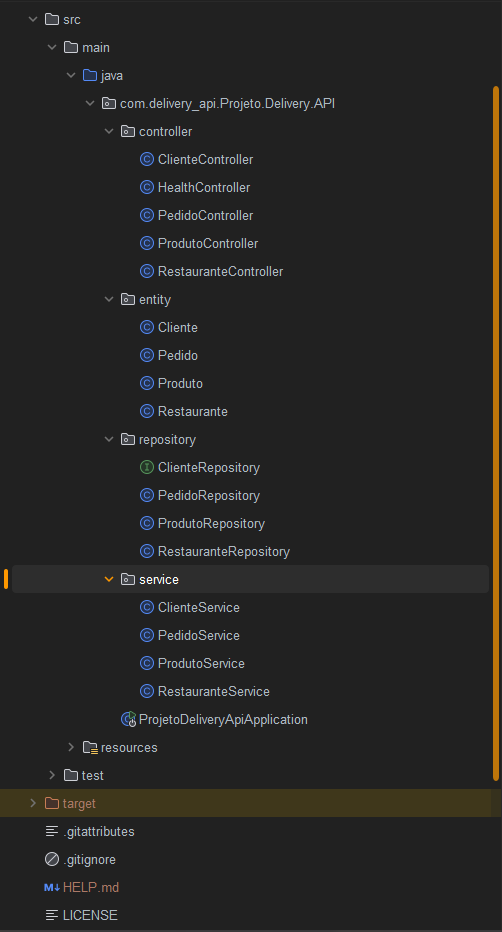 src
main
java
com.delivery_api.Projeto.Delivery.API
controller
C ClienteController
C HealthController
C PedidoController
C ProdutoController
C RestauranteController
entity
C Cliente
C Pedido
C Produto
C Restaurante
repository
I ClienteRepository
C PedidoRepository
C ProdutoRepository
C RestauranteRepository
service
C ClienteService
C PedidoService
C ProdutoService
C RestauranteService
C ProjetoDeliveryApiApplication
resources
test
target
.gitattributes
.gitignore
M↓ HELP.md
LICENSE